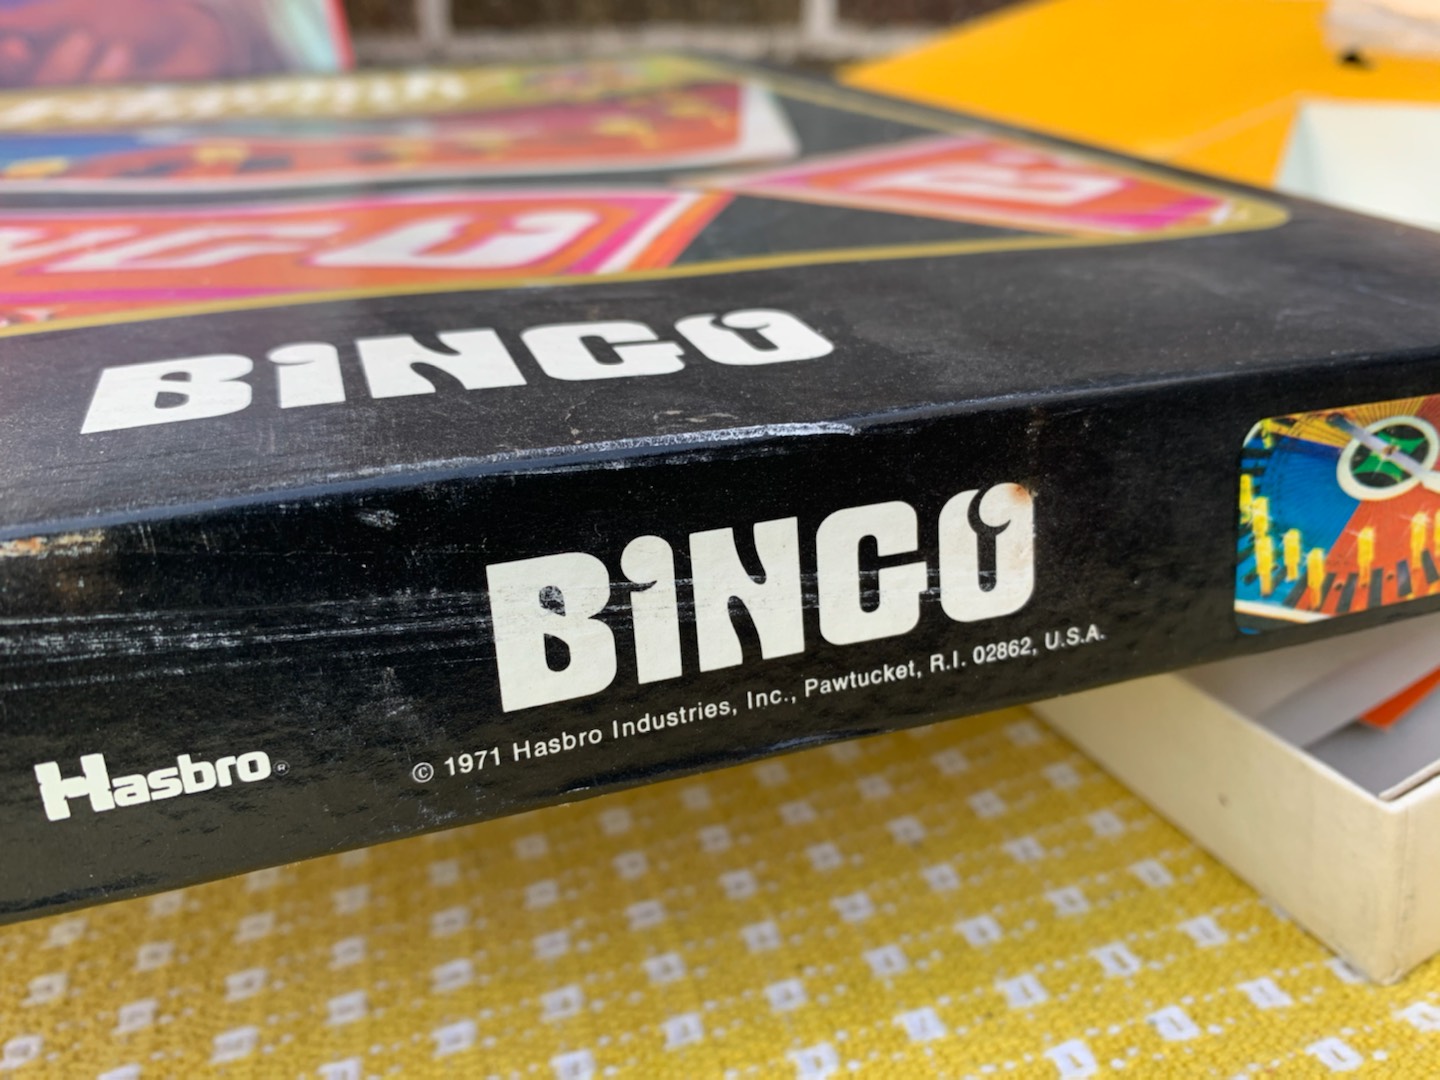 BiNGO
BiNGO
© 1971 Hasbro Industries, Inc., Pawtucket, R.I. 02862, U.S.A.
Hasbro®